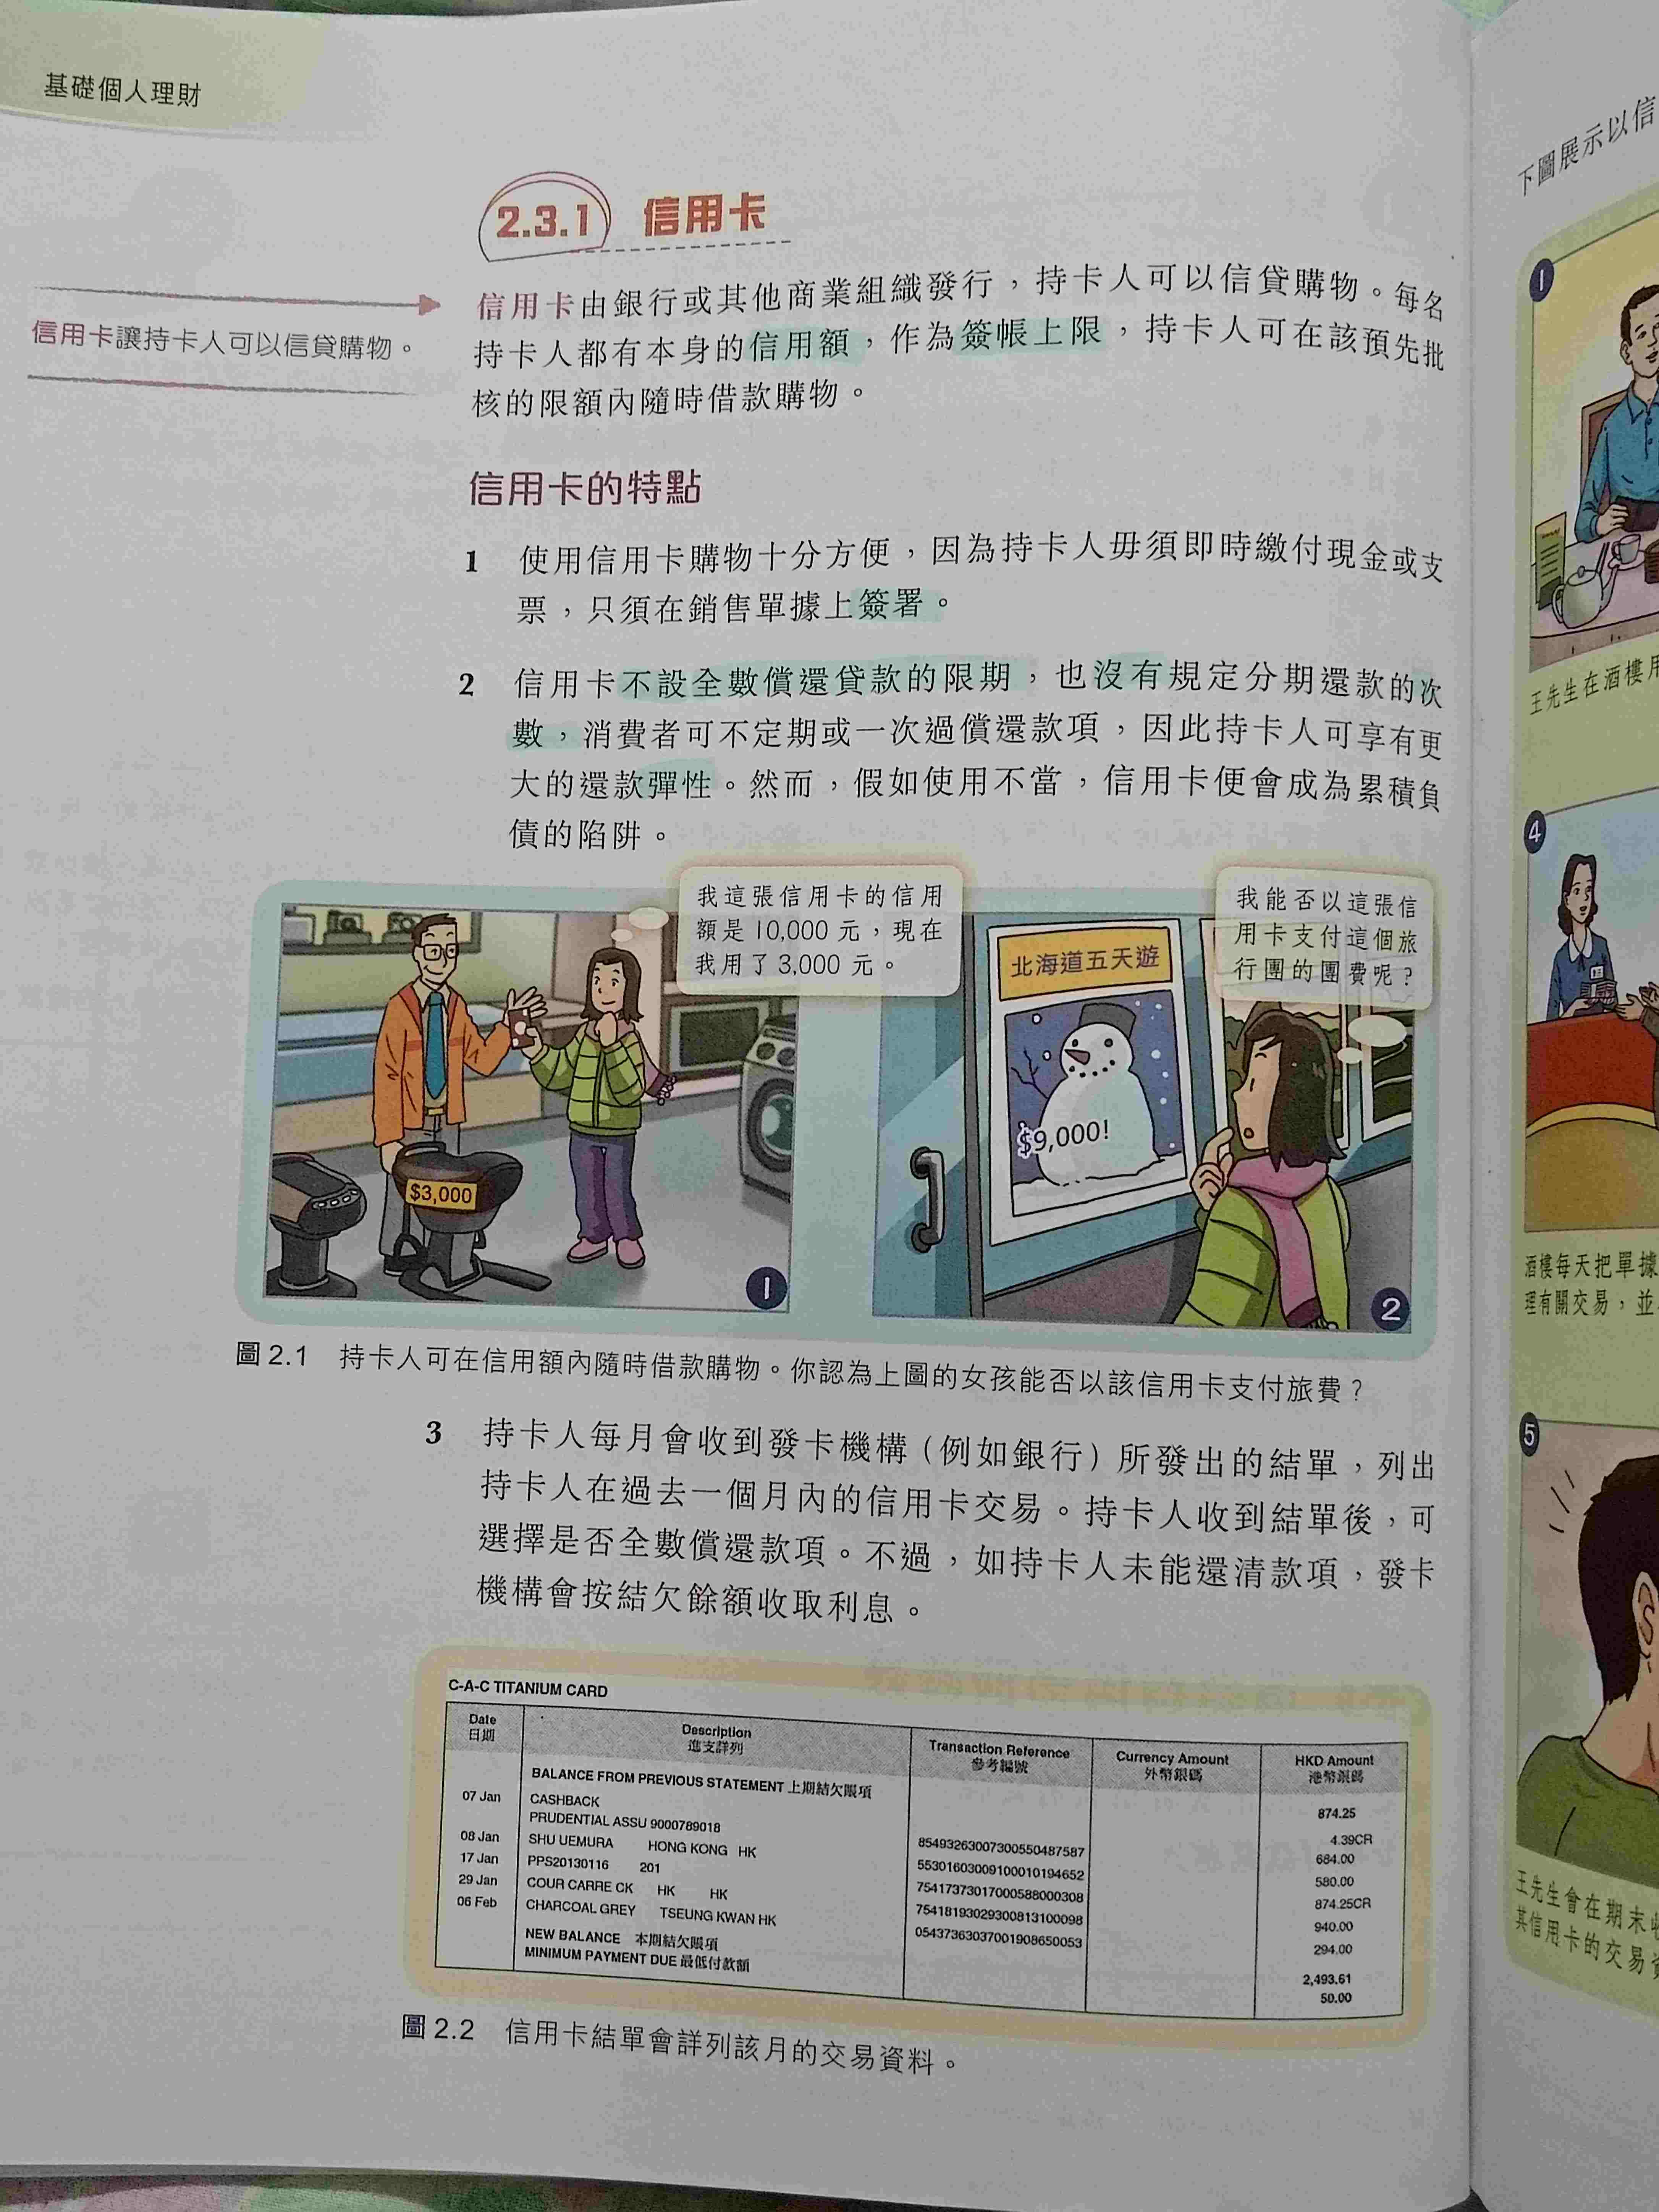 基礎個人理財
2.3.1 信用卡
信用卡讓持卡人可以信貸購物。
信用卡由銀行或其他商業組織發行，持卡人可以信貸購物。每名
持卡人都有本身的信用額，作為簽帳上限，持卡人可在該預先批
核的限額內隨時借款購物。
信用卡的特點
1 使用信用卡購物十分方便，因為持卡人毋須即時繳付現金或支
票，只須在銷售單據上簽署。
2 信用卡不設全數償還貸款的限期，也沒有規定分期還款的次
數，消費者可不定期或一次過償還款項，因此持卡人可享有更
大的還款彈性。然而，假如使用不當，信用卡便會成為累積負
債的陷阱。
我這張信用卡的信用
額是 10,000 元，現在
我用了 3,000 元。
$3,000
1
我能否以這張信
用卡支付這個旅
行團的團費呢？
北海道五天遊
$9,000!
2
圖 2.1 持卡人可在信用額內隨時借款購物。你認為上圖的女孩能否以該信用卡支付旅費？
3 持卡人每月會收到發卡機構（例如銀行）所發出的結單，列出
持卡人在過去一個月內的信用卡交易。持卡人收到結單後，可
選擇是否全數償還款項。不過，如持卡人未能還清款項，發卡
機構會按結欠餘額收取利息。
C-A-C TITANIUM CARD
Date Description Transaction Reference Currency Amount HKD Amount
日期 進支詳列 參考編號 外幣銀碼 港幣銀碼
BALANCE FROM PREVIOUS STATEMENT 上期結欠賬項 874.25
07 Jan CASHBACK 4.39CR
PRUDENTIAL ASSU 9000789018 85493263007300550487587 684.00
08 Jan SHU UEMURA HONG KONG HK 55301603009100010194652 580.00
17 Jan PPS20130116 201 75417373017000588000308 874.25CR
29 Jan COUR CARRE CK HK HK 75418193029300813100098 940.00
06 Feb CHARCOAL GREY TSEUNG KWAN HK 05437363037001908650053 294.00
NEW BALANCE 本期結欠賬項 2,493.61
MINIMUM PAYMENT DUE 最低付款額 50.00
圖 2.2 信用卡結單會詳列該月的交易資料。
下圖展示以信
1
王先生在酒樓用
4
酒樓每天把單據
理有關交易，並
5
王先生會在期末
其信用卡的交易